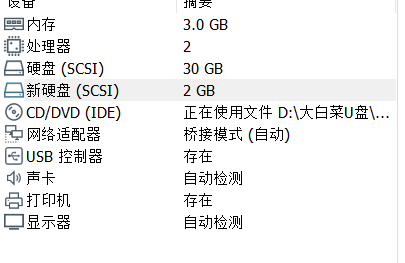 设备 摘要
内存 3.0 GB
处理器 2
硬盘 (SCSI) 30 GB
新硬盘 (SCSI) 2 GB
CD/DVD (IDE) 正在使用文件 D:\大白菜U盘\...
网络适配器 桥接模式 (自动)
USB 控制器 存在
声卡 自动检测
打印机 存在
显示器 自动检测